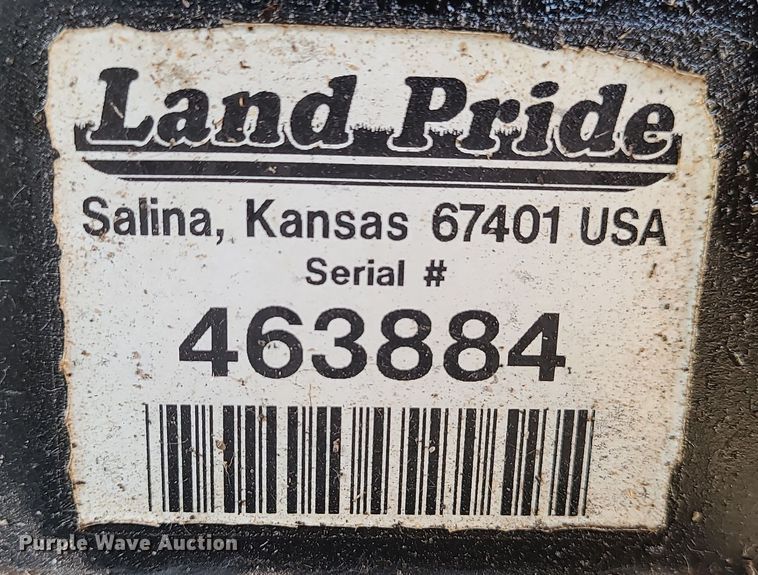 Land Pride
Salina, Kansas 67401 USA
Serial #
463884
Purple Wave Auction